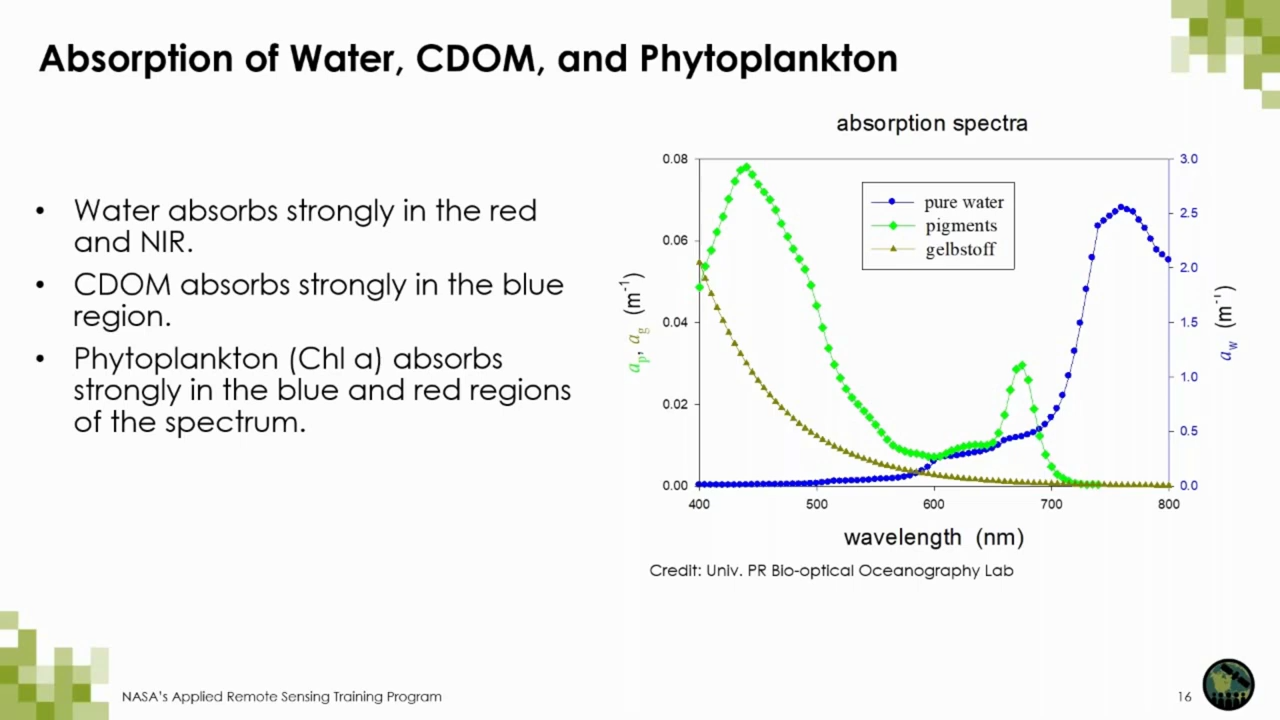 Absorption of Water, CDOM, and Phytoplankton
• Water absorbs strongly in the red
and NIR.
• CDOM absorbs strongly in the blue
region.
• Phytoplankton (Chl a) absorbs
strongly in the blue and red regions
of the spectrum.
absorption spectra
0.08
0.06
0.04
0.02
0.00
3.0
2.5
2.0
1.5
1.0
0.5
0.0
pure water
pigments
gelbstoff
a_p, a_g (m⁻¹)
a_w (m⁻¹)
400 500 600 700 800
wavelength (nm)
Credit: Univ. PR Bio-optical Oceanography Lab
NASA's Applied Remote Sensing Training Program
16